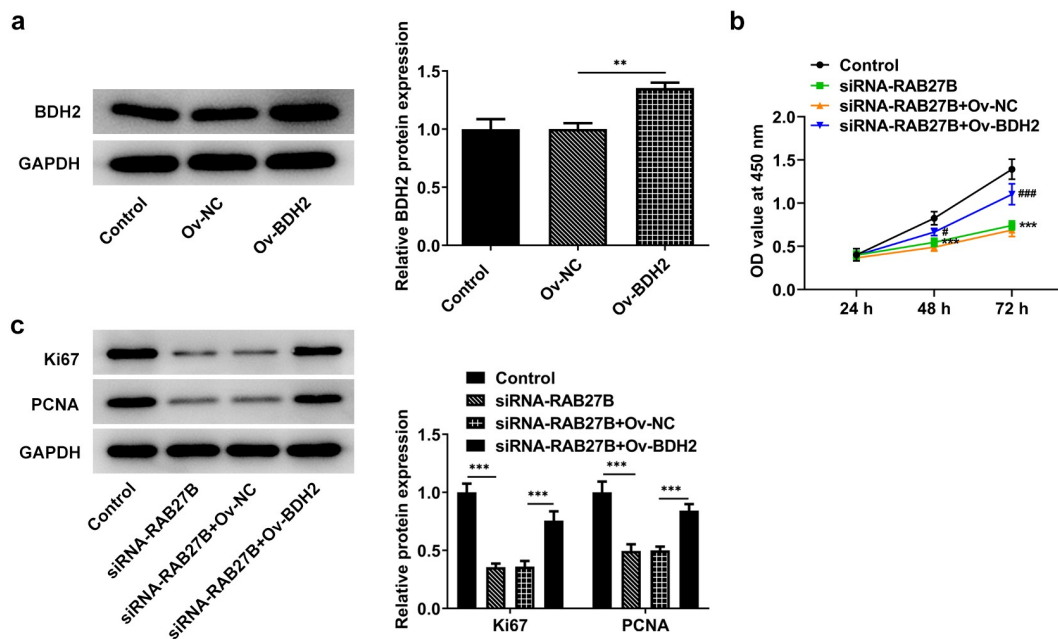 a
BDH2
GAPDH
Control
Ov-NC
Ov-BDH2
Relative BDH2 protein expression
1.5
1.0
0.5
0.0
**
Control
Ov-NC
Ov-BDH2
b
Control
siRNA-RAB27B
siRNA-RAB27B+Ov-NC
siRNA-RAB27B+Ov-BDH2
OD value at 450 nm
2.0
1.5
1.0
0.5
0.0
###
***
#
***
24 h
48 h
72 h
c
Ki67
PCNA
GAPDH
Control
siRNA-RAB27B
siRNA-RAB27B+Ov-NC
siRNA-RAB27B+Ov-BDH2
Control
siRNA-RAB27B
siRNA-RAB27B+Ov-NC
siRNA-RAB27B+Ov-BDH2
Relative protein expression
1.5
1.0
0.5
0.0
***
***
***
***
Ki67
PCNA